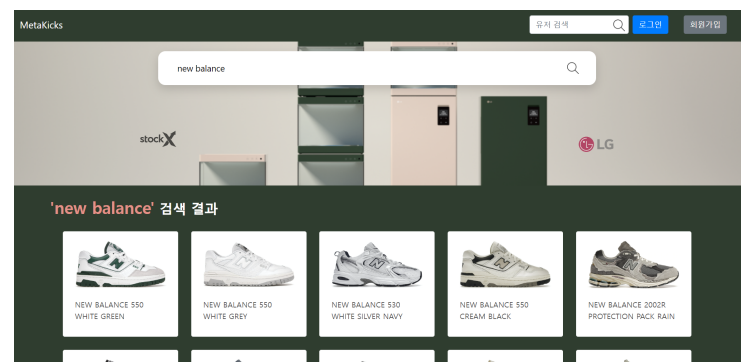 MetaKicks
유저 검색
로그인
회원가입
new balance
stockX
LG
'new balance' 검색 결과
NEW BALANCE 550
WHITE GREEN
NEW BALANCE 550
WHITE GREY
NEW BALANCE 530
WHITE SILVER NAVY
NEW BALANCE 550
CREAM BLACK
NEW BALANCE 2002R
PROTECTION PACK RAIN